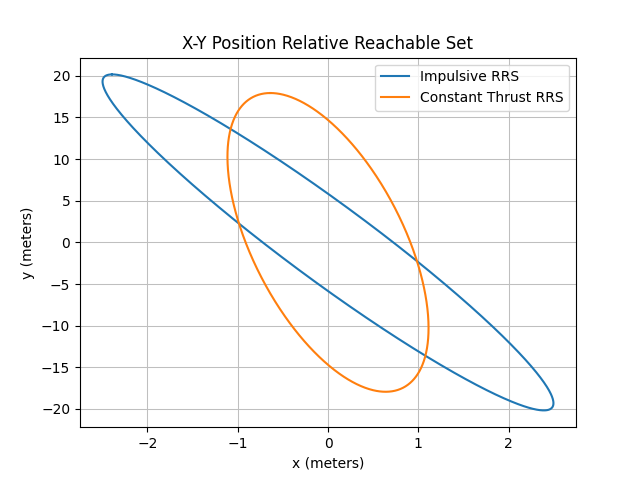 X-Y Position Relative Reachable Set
Impulsive RRS
Constant Thrust RRS
20
15
10
5
0
−5
−10
−15
−20
y (meters)
−2
−1
0
1
2
x (meters)